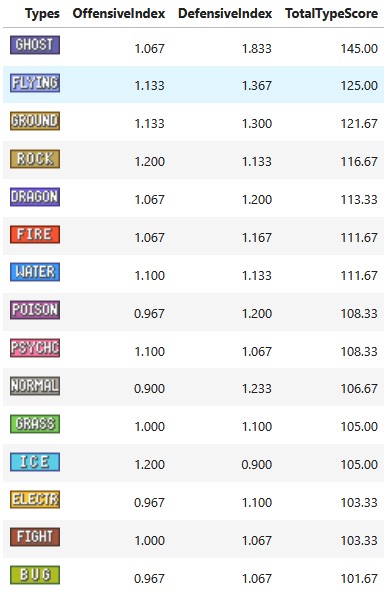 Types OffensiveIndex DefensiveIndex TotalTypeScore
GHOST 1.067 1.833 145.00
FLYING 1.133 1.367 125.00
GROUND 1.133 1.300 121.67
ROCK 1.200 1.133 116.67
DRAGON 1.067 1.200 113.33
FIRE 1.067 1.167 111.67
WATER 1.100 1.133 111.67
POISON 0.967 1.200 108.33
PSYCHC 1.100 1.067 108.33
NORMAL 0.900 1.233 106.67
GRASS 1.000 1.100 105.00
ICE 1.200 0.900 105.00
ELECTR 0.967 1.100 103.33
FIGHT 1.000 1.067 103.33
BUG 0.967 1.067 101.67